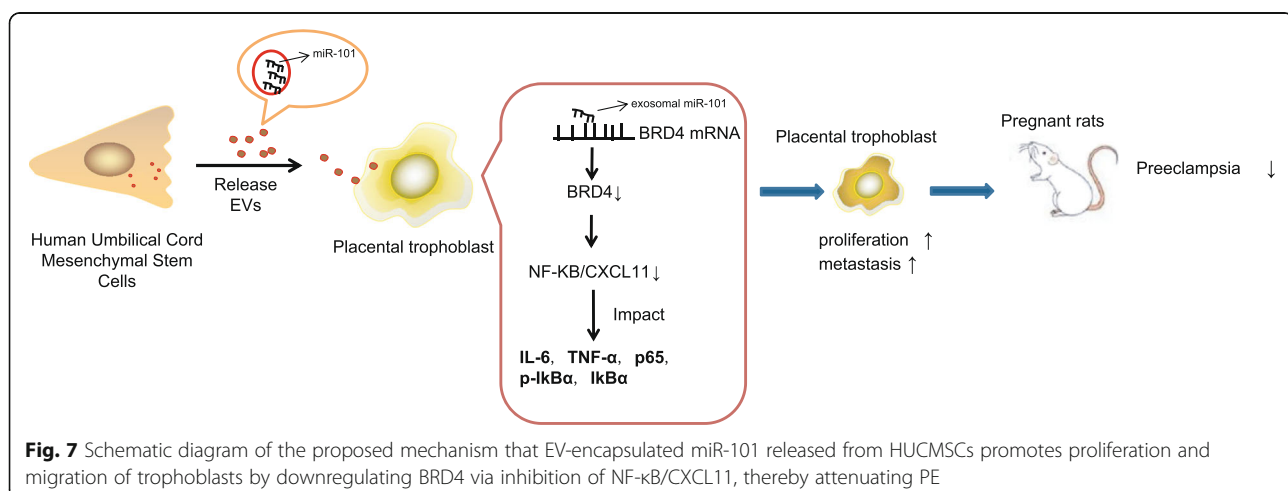 miR-101
Release
EVs
Human Umbilical Cord
Mesenchymal Stem
Cells
Placental trophoblast
exosomal miR-101
BRD4 mRNA
BRD4↓
NF-KB/CXCL11↓
Impact
IL-6, TNF-α, p65,
p-IkBα, IkBα
Placental trophoblast
proliferation ↑
metastasis ↑
Pregnant rats
Preeclampsia ↓
Fig. 7 Schematic diagram of the proposed mechanism that EV-encapsulated miR-101 released from HUCMSCs promotes proliferation and
migration of trophoblasts by downregulating BRD4 via inhibition of NF-κB/CXCL11, thereby attenuating PE